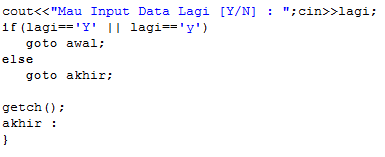 cout<<"Mau Input Data Lagi [Y/N] : ";cin>>lagi;
if(lagi=='Y' || lagi=='y')
goto awal;
else
goto akhir;
getch();
akhir :
}